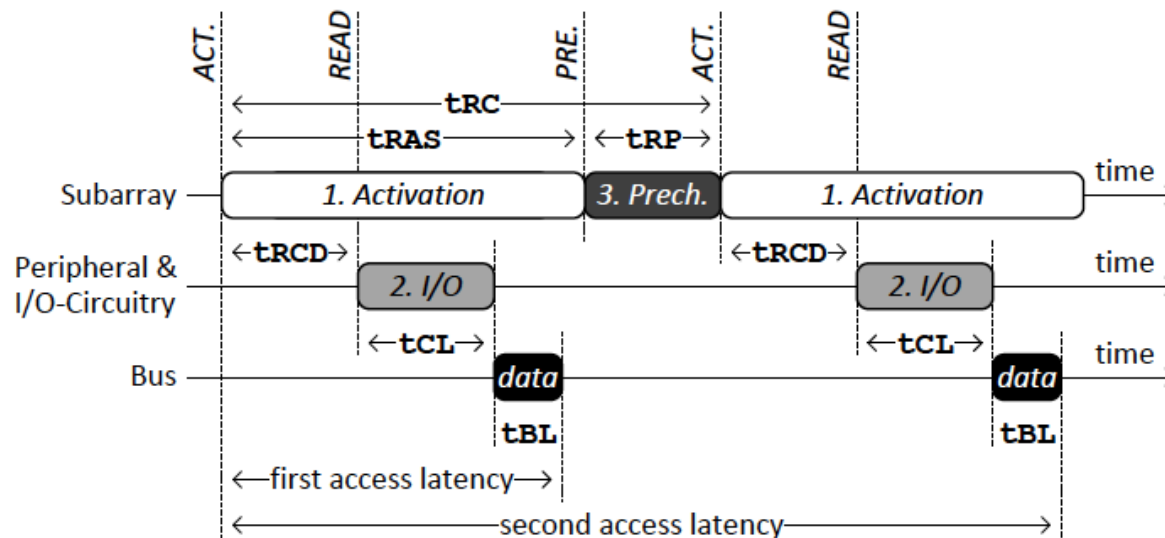 ACT.
READ
PRE.
ACT.
READ
tRC
tRAS
tRP
Subarray
1. Activation
3. Prech.
1. Activation
time
tRCD
tRCD
Peripheral &
I/O-Circuitry
2. I/O
2. I/O
time
tCL
tCL
Bus
data
data
time
tBL
tBL
first access latency
second access latency